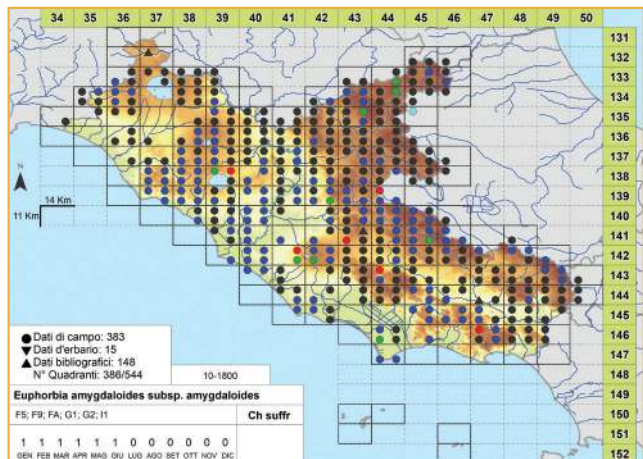 34 35 36 37 38 39 40 41 42 43 44 45 46 47 48 49 50
131
132
133
134
135
136
137
138
139
140
141
142
143
144
145
146
147
148
149
150
151
152
N
14 Km
11 Km
Dati di campo: 383
Dati d'erbario: 15
Dati bibliografici: 148
N° Quadranti: 386/544
10-1800
Euphorbia amygdaloides subsp. amygdaloides
F5; F9; FA; G1; G2; I1 Ch suffr
1 1 1 1 1 1 0 0 0 0 0 0
GEN FEB MAR APR MAG GIU LUG AGO SET OTT NOV DIC